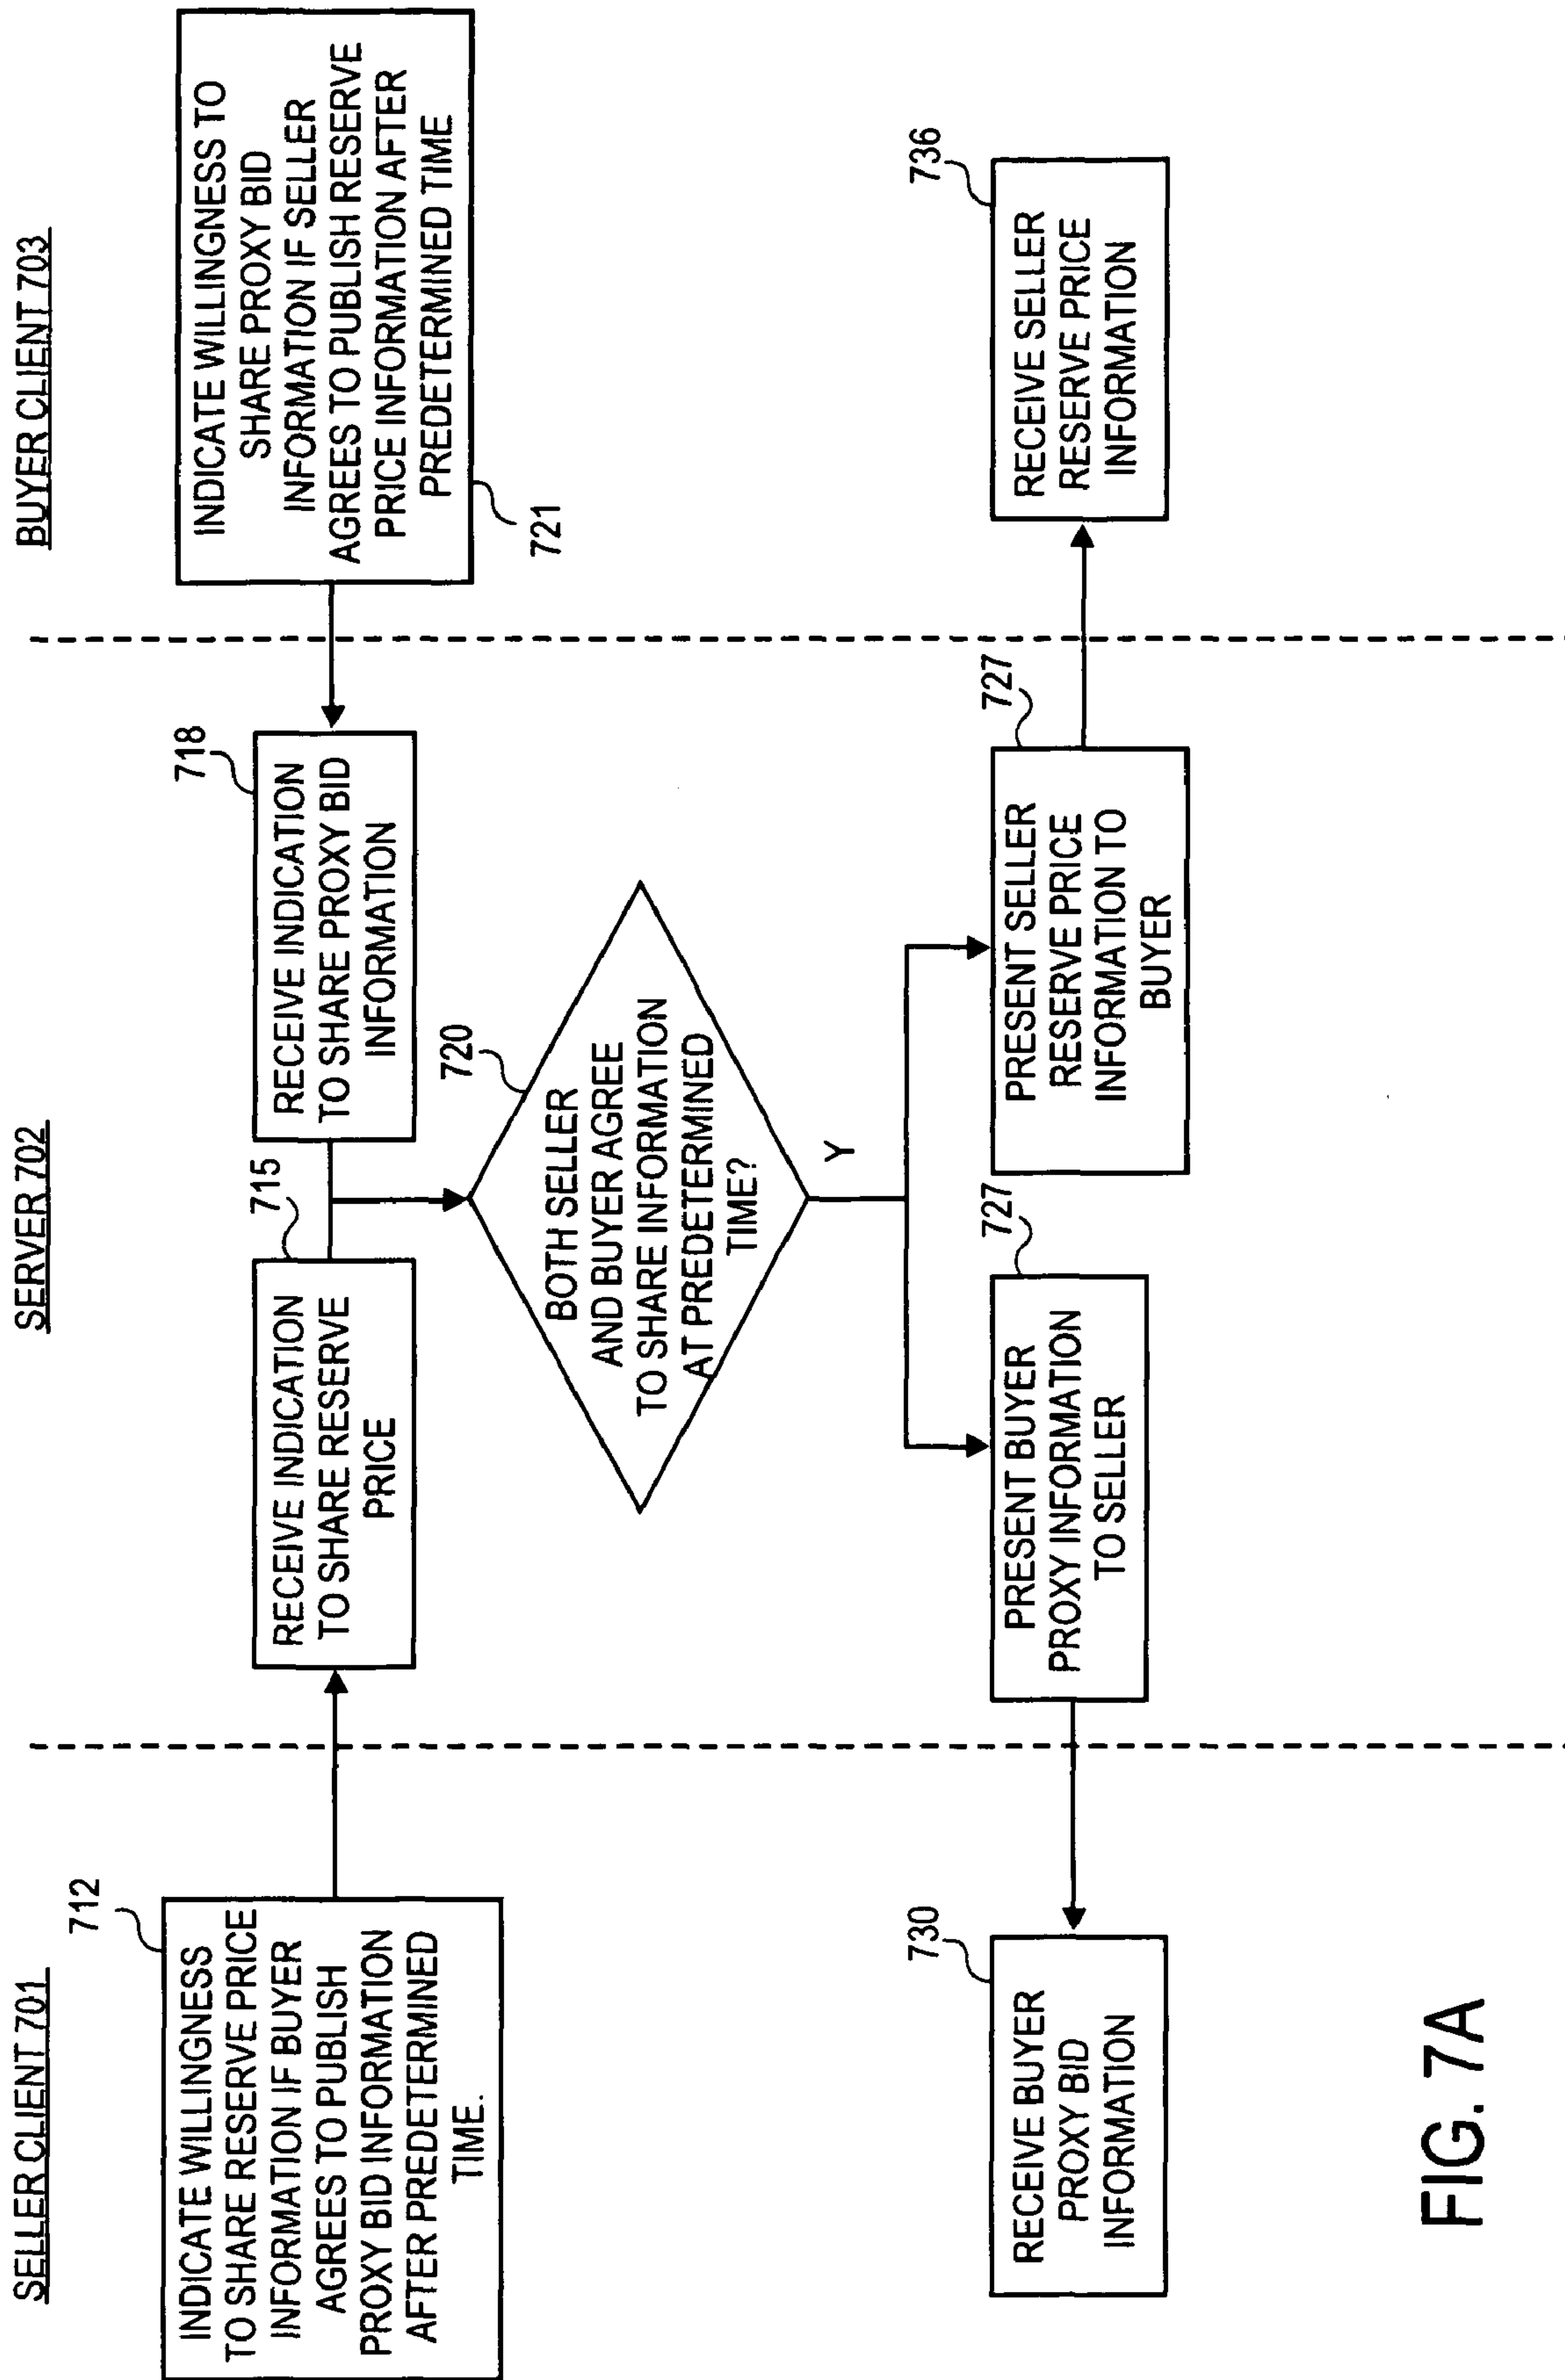 SELLER CLIENT 701
SERVER 702
BUYER CLIENT 703
712
INDICATE WILLINGNESS
TO SHARE RESERVE PRICE
INFORMATION IF BUYER
AGREES TO PUBLISH
PROXY BID INFORMATION
AFTER PREDETERMINED
TIME.
715
RECEIVE INDICATION
TO SHARE RESERVE
PRICE
718
RECEIVE INDICATION
TO SHARE PROXY BID
INFORMATION
INDICATE WILLINGNESS TO
SHARE PROXY BID
INFORMATION IF SELLER
AGREES TO PUBLISH RESERVE
PRICE INFORMATION AFTER
PREDETERMINED TIME
721
720
BOTH SELLER
AND BUYER AGREE
TO SHARE INFORMATION
AT PREDETERMINED
TIME?
Y
730
RECEIVE BUYER
PROXY BID
INFORMATION
727
PRESENT BUYER
PROXY INFORMATION
TO SELLER
727
PRESENT SELLER
RESERVE PRICE
INFORMATION TO
BUYER
736
RECEIVE SELLER
RESERVE PRICE
INFORMATION
FIG. 7A